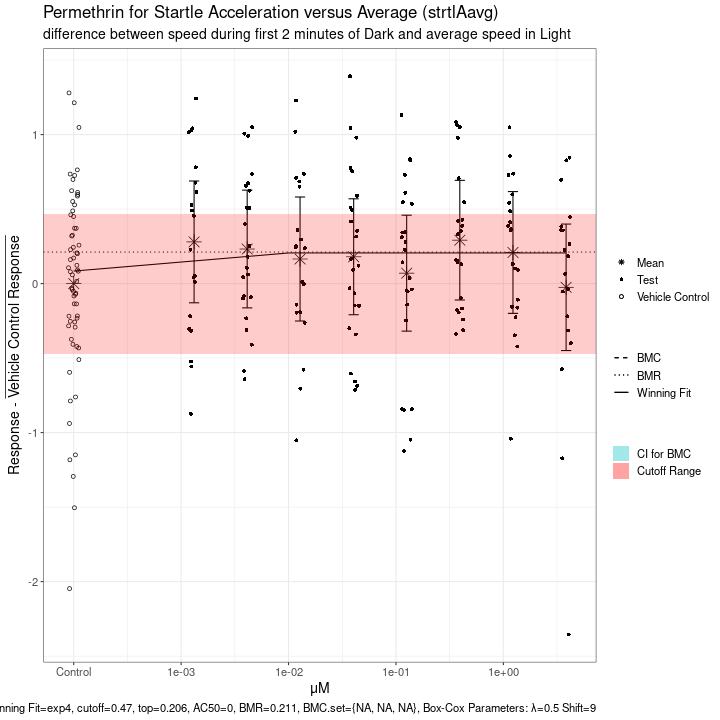 Permethrin for Startle Acceleration versus Average (strtlAavg)
difference between speed during first 2 minutes of Dark and average speed in Light
Response - Vehicle Control Response
1
0
-1
-2
Control
1e-03
1e-02
1e-01
1e+00
µM
Mean
Test
Vehicle Control
BMC
BMR
Winning Fit
CI for BMC
Cutoff Range
nning Fit=exp4, cutoff=0.47, top=0.206, AC50=0, BMR=0.211, BMC.set={NA, NA, NA}, Box-Cox Parameters: λ=0.5 Shift=9